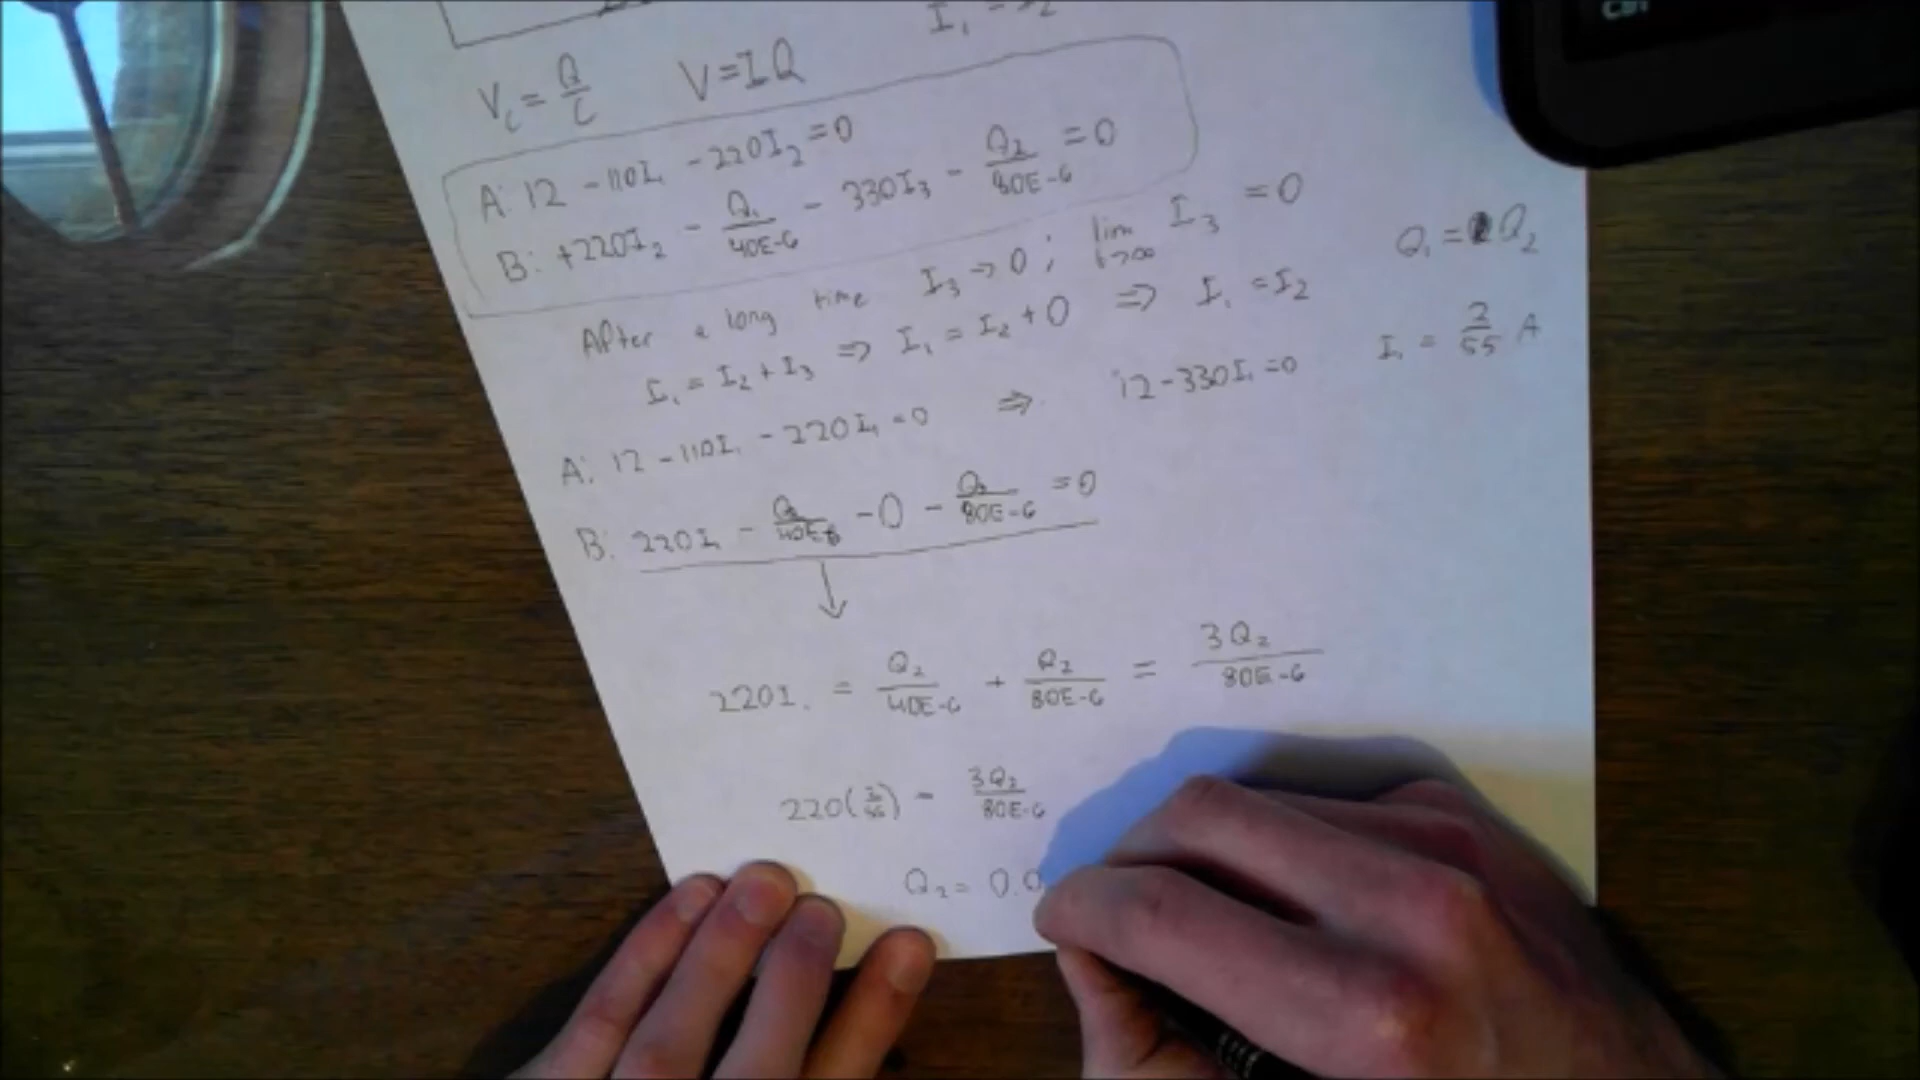 I₁ = I₂
V_C = Q/C V = IΩ
A: 12 - 110I₁ - 220I₂ = 0
B: +220I₂ - Q₁/40E-6 - 330I₃ - Q₂/80E-6 = 0
After a long time I₃ → 0 ; lim t→∞ I₃ = 0 Q₁ = Q₂
I₁ = I₂ + I₃ ⇒ I₁ = I₂ + 0 ⇒ I₁ = I₂
A: 12 - 110I₁ - 220I₁ = 0 ⇒ 12 - 330I₁ = 0 I₁ = 2/55 A
B: 220I₁ - Q₂/40E-6 - 0 - Q₂/80E-6 = 0
↓
220I₁ = Q₂/40E-6 + Q₂/80E-6 = 3Q₂/80E-6
220(2/55) = 3Q₂/80E-6
Q₂ = 0.0